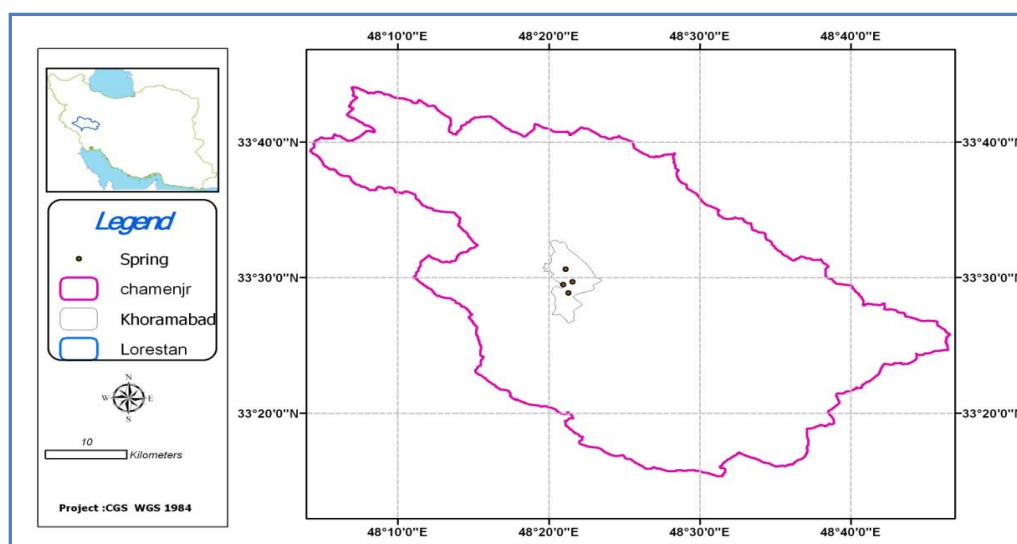 Legend
Spring
chamenjr
Khoramabad
Lorestan
N
W E
S
10
Kilometers
Project :CGS WGS 1984
48°10'0"E 48°20'0"E 48°30'0"E 48°40'0"E
33°40'0"N 33°40'0"N
33°30'0"N 33°30'0"N
33°20'0"N 33°20'0"N
48°10'0"E 48°20'0"E 48°30'0"E 48°40'0"E